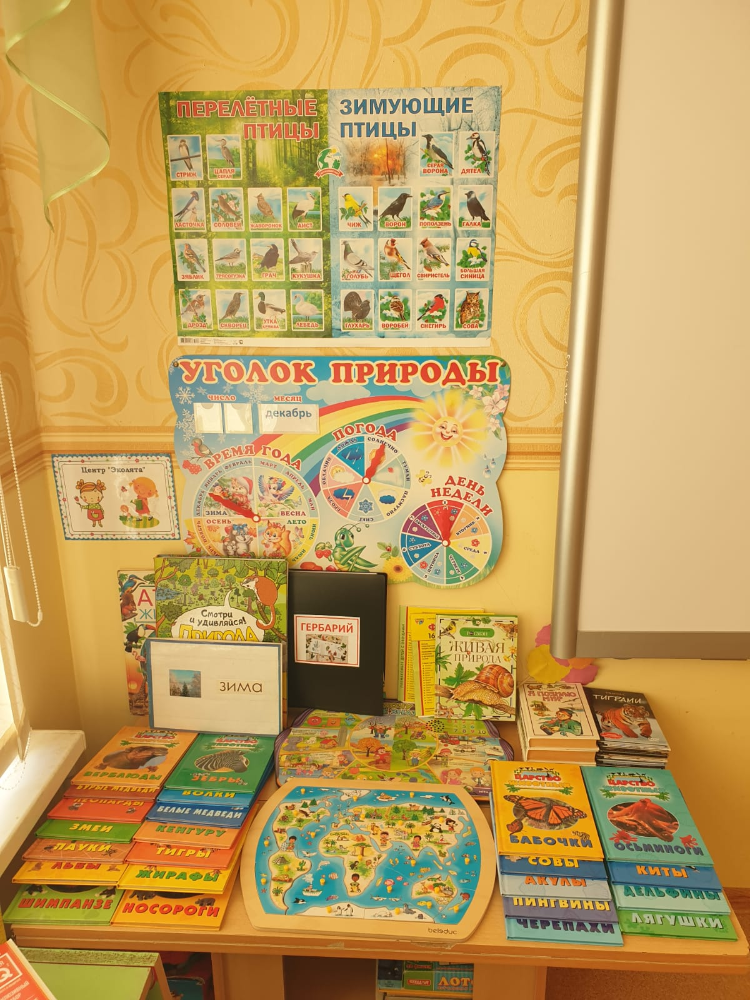 ПЕРЕЛЁТНЫЕ
ПТИЦЫ
ЗИМУЮЩИЕ
ПТИЦЫ
СТРИЖ
ЦАПЛЯ
СЕРАЯ
СЕРАЯ
ВОРОНА
ДЯТЕЛ
ЛАСТОЧКА
СОЛОВЕЙ
ЖАВОРОНОК
АИСТ
ЧИЖ
ВОРОН
ПОПОЛЗЕНЬ
ГАЛКА
ЗЯБЛИК
ТРЯСОГУЗКА
ГРАЧ
КУКУШКА
ГОЛУБЬ
ЩЕГОЛ
СВИРИСТЕЛЬ
БОЛЬШАЯ
СИНИЦА
ДРОЗД
СКВОРЕЦ
УТКА
КРЯКВА
ЛЕБЕДЬ
ГЛУХАРЬ
ВОРОБЕЙ
СНЕГИРЬ
СОВА
УГОЛОК ПРИРОДЫ
ЧИСЛО
МЕСЯЦ
декабрь
ВРЕМЯ ГОДА
ДЕКАБРЬ
ЯНВАРЬ
ФЕВРАЛЬ
МАРТ
АПРЕЛЬ
МАЙ
ИЮНЬ
ИЮЛЬ
НОЯБРЬ
ЗИМА
ВЕСНА
ОСЕНЬ
ЛЕТО
ПОГОДА
ДОЖДЬ
СОЛНЕЧНО
ТУМАН
ПАСМУРНО
СНЕГ
ГРОЗА
ОБЛАЧНО
ДЕНЬ
НЕДЕЛИ
ВТОРНИК
СРЕДА
ЧЕТВЕРГ
ПЯТНИЦА
СУББОТА
ВОСКРЕСЕНЬЕ
Центр "Эколята"
Смотри
и удивляйся!
ПРИРОДА
ГЕРБАРИЙ
зима
РОСМЭН
ЖИВАЯ
ПРИРОДА
Я ПОЗНАЮ
МИР
ТИГРАМИ
ЦАРСТВО
ВЕРБЛЮДЫ
БУРЫЕ МЕДВЕДИ
ЛЕОПАРДЫ
ЗМЕИ
ПАУКИ
ЛЬВЫ
ШИМПАНЗЕ
ЦАРСТВО
ЖИВОТНЫХ
ЗЕБРЫ
ВОЛКИ
БЕЛЫЕ МЕДВЕДИ
КЕНГУРУ
ТИГРЫ
ЖИРАФЫ
НОСОРОГИ
ИГРА
beleduc
ЦАРСТВО
ЖИВОТНЫХ
БАБОЧКИ
СОВЫ
АКУЛЫ
ПИНГВИНЫ
ЧЕРЕПАХИ
ЦАРСТВО
ЖИВОТНЫХ
ОСЬМИНОГИ
КИТЫ
ДЕЛЬФИНЫ
ЛЯГУШКИ
STELLAR
ЛОТО